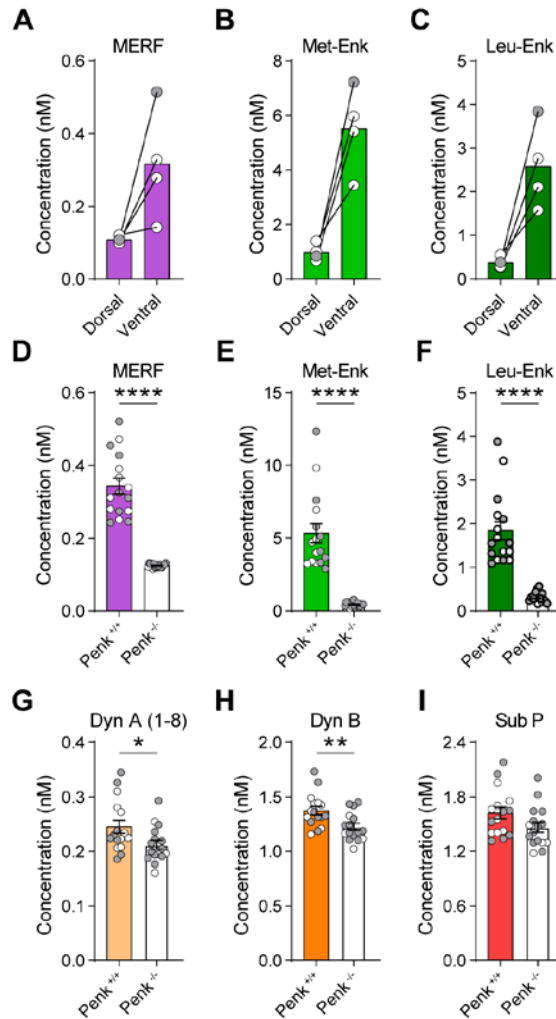 A B C
MERF Met-Enk Leu-Enk
Concentration (nM) Concentration (nM) Concentration (nM)
0.6 8 5
0.4 6 4
0.2 4 3
0.0 2 2
0 1
0
Dorsal Ventral Dorsal Ventral Dorsal Ventral
D E F
MERF Met-Enk Leu-Enk
**** **** ****
Concentration (nM) Concentration (nM) Concentration (nM)
0.6 15 5
0.4 10 4
0.2 5 3
0.0 0 2
1
0
Penk+/+ Penk-/- Penk+/+ Penk-/- Penk+/+ Penk-/-
G H I
Dyn A (1-8) Dyn B Sub P
* **
Concentration (nM) Concentration (nM) Concentration (nM)
0.4 2.0 2.4
0.3 1.5 1.8
0.2 1.0 1.2
0.1 0.5 0.6
0.0 0.0 0.0
Penk+/+ Penk-/- Penk+/+ Penk-/- Penk+/+ Penk-/-